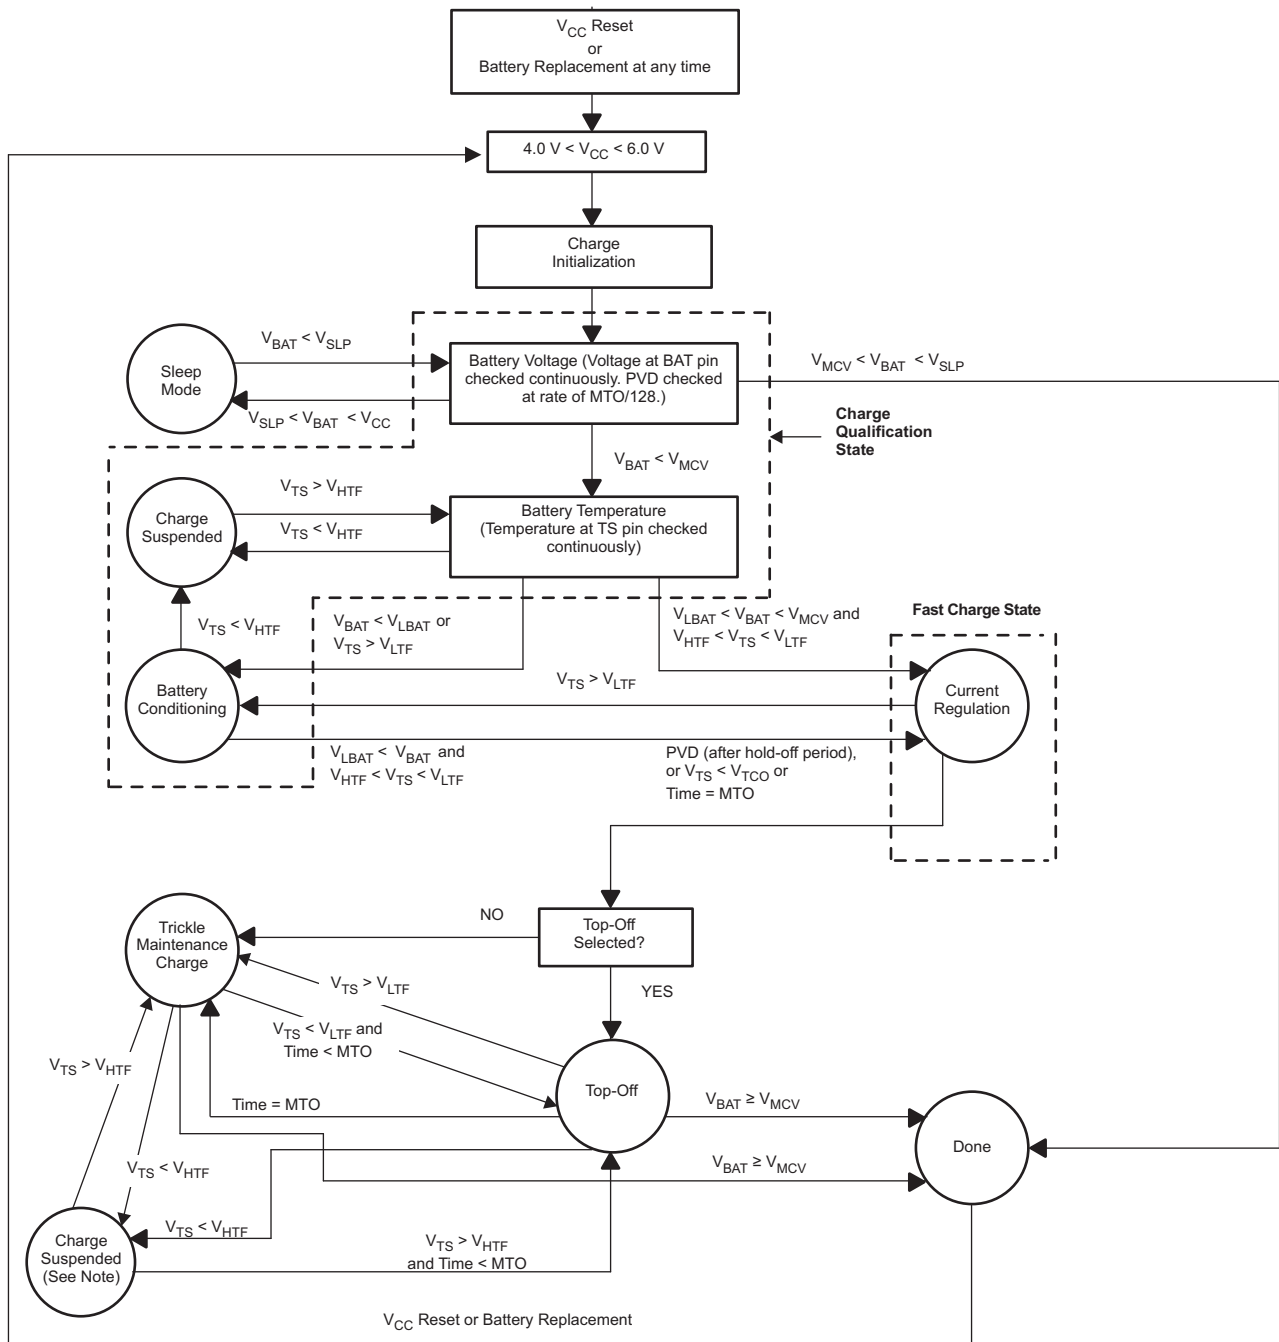 V_CC Reset
or
Battery Replacement at any time
4.0 V < V_CC < 6.0 V
Charge
Initialization
V_BAT < V_SLP
Sleep
Mode
V_SLP < V_BAT < V_CC
Battery Voltage (Voltage at BAT pin
checked continuously. PVD checked
at rate of MTO/128.)
V_MCV < V_BAT < V_SLP
Charge
Qualification
State
V_BAT < V_MCV
V_TS > V_HTF
Charge
Suspended
V_TS < V_HTF
Battery Temperature
(Temperature at TS pin checked
continuously)
V_TS < V_HTF
V_BAT < V_LBAT or
V_TS > V_LTF
V_LBAT < V_BAT < V_MCV and
V_HTF < V_TS < V_LTF
Fast Charge State
Battery
Conditioning
V_TS > V_LTF
Current
Regulation
V_LBAT < V_BAT and
V_HTF < V_TS < V_LTF
PVD (after hold-off period),
or V_TS < V_TCO or
Time = MTO
Trickle
Maintenance
Charge
NO
Top-Off
Selected?
YES
V_TS > V_LTF
V_TS < V_LTF and
Time < MTO
V_TS > V_HTF
Time = MTO
Top-Off
V_BAT ≥ V_MCV
Done
V_BAT ≥ V_MCV
V_TS < V_HTF
V_TS < V_HTF
Charge
Suspended
(See Note)
V_TS > V_HTF
and Time < MTO
V_CC Reset or Battery Replacement